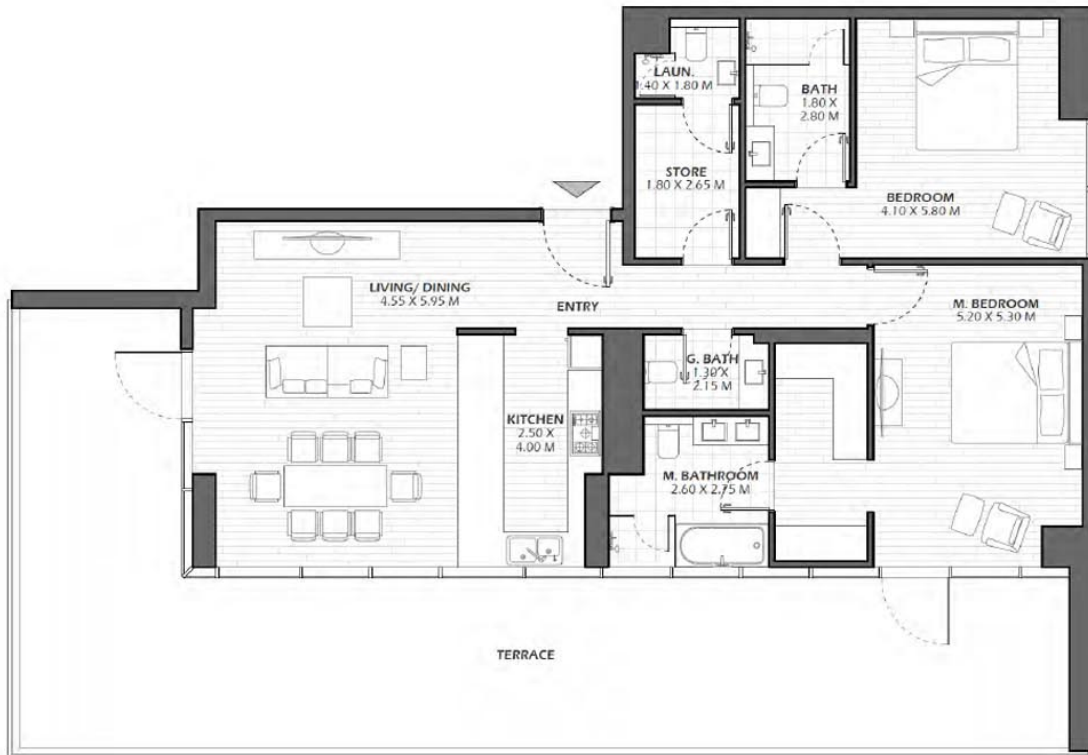 LAUN.
1.40 X 1.80 M
BATH
1.80 X
2.80 M
STORE
1.80 X 2.65 M
BEDROOM
4.10 X 5.80 M
LIVING/ DINING
4.55 X 5.95 M
ENTRY
M. BEDROOM
5.20 X 5.30 M
G. BATH
1.30 X
2.15 M
KITCHEN
2.50 X
4.00 M
M. BATHROOM
2.60 X 2.75 M
TERRACE